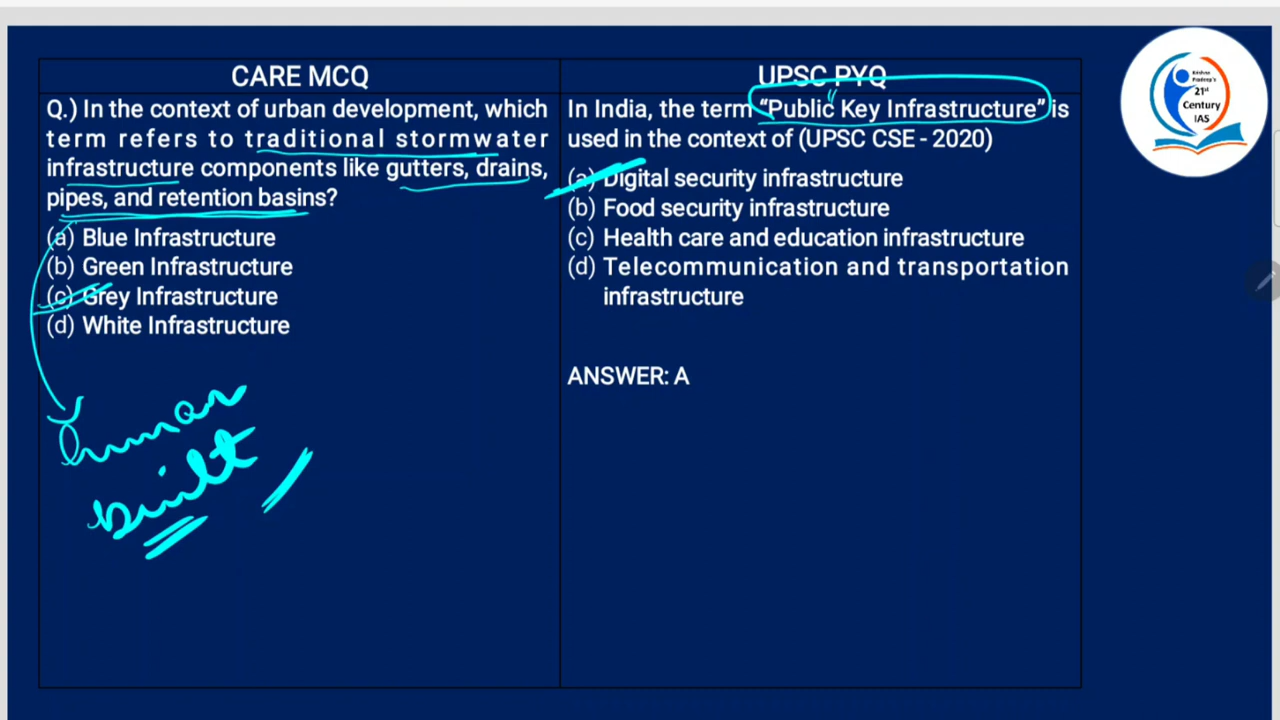 CARE MCQ
Q.) In the context of urban development, which
term refers to traditional stormwater
infrastructure components like gutters, drains,
pipes, and retention basins?
(a) Blue Infrastructure
(b) Green Infrastructure
(c) Grey Infrastructure
(d) White Infrastructure
human
built
UPSC PYQ
In India, the term “Public Key Infrastructure” is
used in the context of (UPSC CSE - 2020)
(a) Digital security infrastructure
(b) Food security infrastructure
(c) Health care and education infrastructure
(d) Telecommunication and transportation
infrastructure
ANSWER: A
Krishna
Pradeep's
21st
Century
IAS